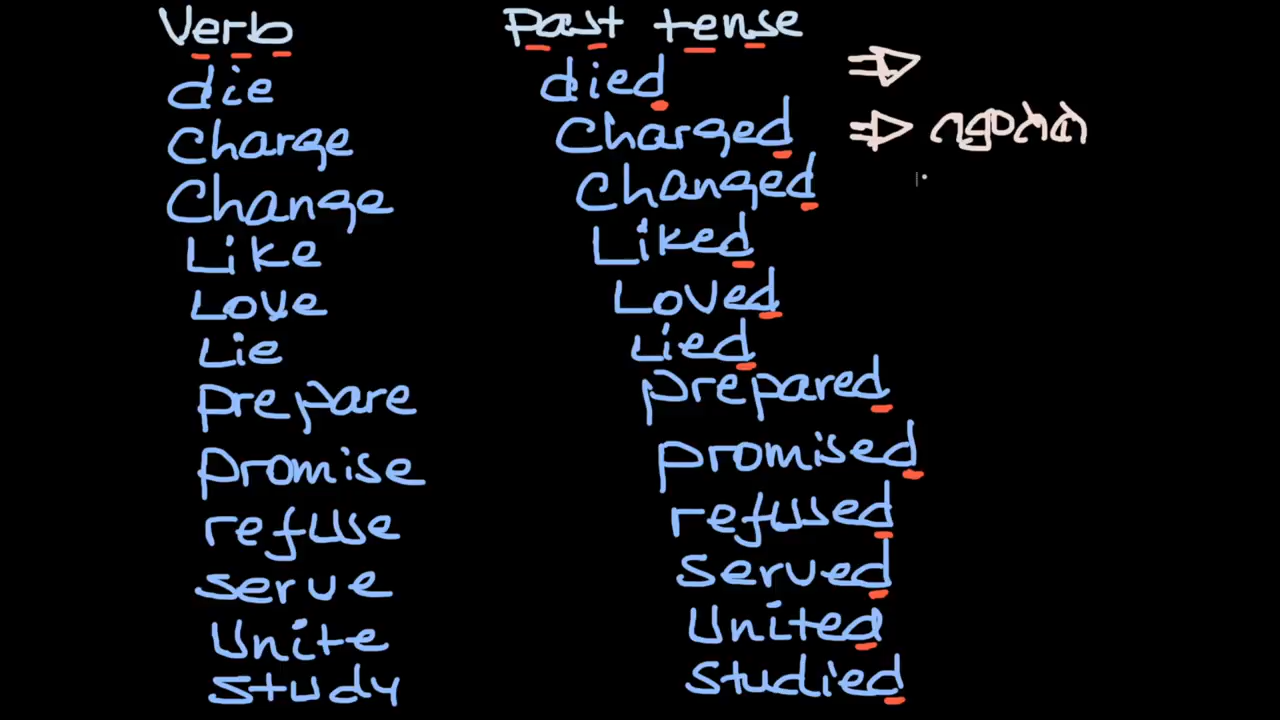 Verb Past tense
die died ⇒
Charge Charged ⇒
Change Changed
Like Liked
Love Loved
Lie Lied
prepare prepared
promise promised
refuse refused
serve served
Unite United
Study Studied